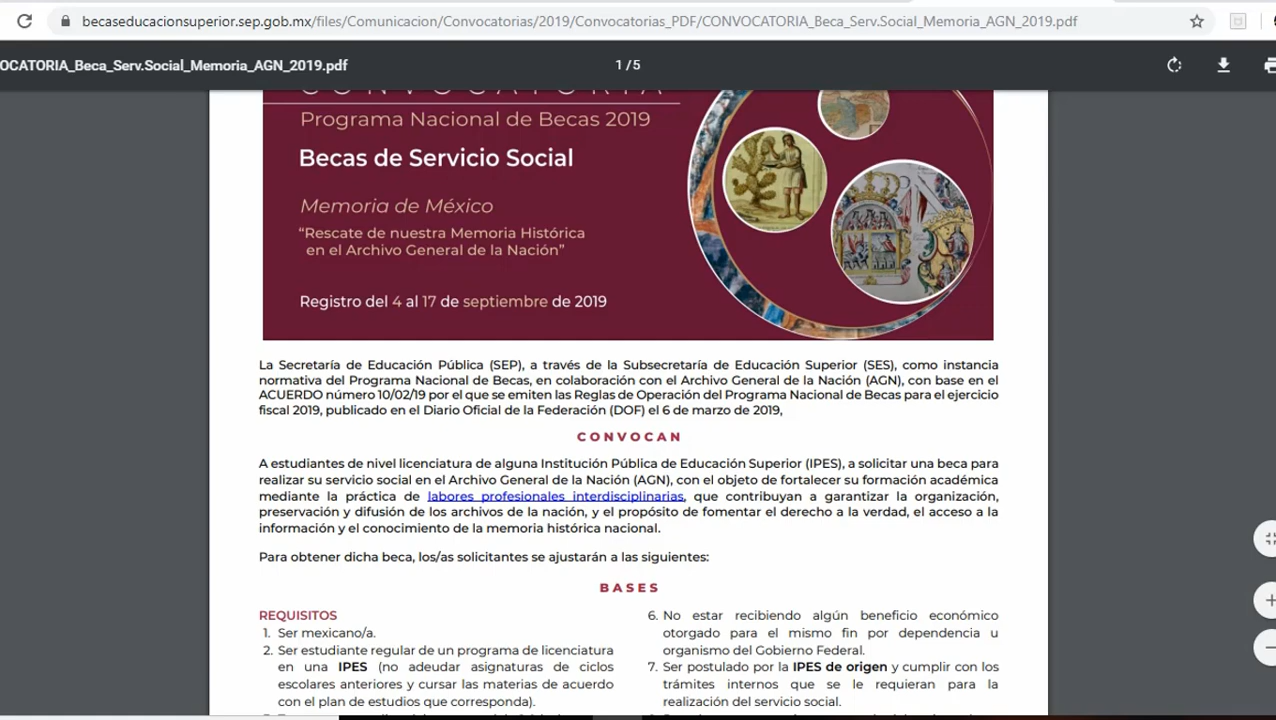 becaseducacionsuperior.sep.gob.mx/files/Comunicacion/Convocatorias/2019/Convocatorias_PDF/CONVOCATORIA_Beca_Serv.Social_Memoria_AGN_2019.pdf
OCATORIA_Beca_Serv.Social_Memoria_AGN_2019.pdf
1 / 5
CONVOCATORIA
Programa Nacional de Becas 2019
Becas de Servicio Social
Memoria de México
“Rescate de nuestra Memoria Histórica
en el Archivo General de la Nación”
Registro del 4 al 17 de septiembre de 2019
La Secretaría de Educación Pública (SEP), a través de la Subsecretaría de Educación Superior (SES), como instancia
normativa del Programa Nacional de Becas, en colaboración con el Archivo General de la Nación (AGN), con base en el
ACUERDO número 10/02/19 por el que se emiten las Reglas de Operación del Programa Nacional de Becas para el ejercicio
fiscal 2019, publicado en el Diario Oficial de la Federación (DOF) el 6 de marzo de 2019,
CONVOCAN
A estudiantes de nivel licenciatura de alguna Institución Pública de Educación Superior (IPES), a solicitar una beca para
realizar su servicio social en el Archivo General de la Nación (AGN), con el objeto de fortalecer su formación académica
mediante la práctica de labores profesionales interdisciplinarias, que contribuyan a garantizar la organización,
preservación y difusión de los archivos de la nación, y el propósito de fomentar el derecho a la verdad, el acceso a la
información y el conocimiento de la memoria histórica nacional.
Para obtener dicha beca, los/as solicitantes se ajustarán a las siguientes:
BASES
REQUISITOS
1. Ser mexicano/a.
2. Ser estudiante regular de un programa de licenciatura
en una IPES (no adeudar asignaturas de ciclos
escolares anteriores y cursar las materias de acuerdo
con el plan de estudios que corresponda).
6. No estar recibiendo algún beneficio económico
otorgado para el mismo fin por dependencia u
organismo del Gobierno Federal.
7. Ser postulado por la IPES de origen y cumplir con los
trámites internos que se le requieran para la
realización del servicio social.